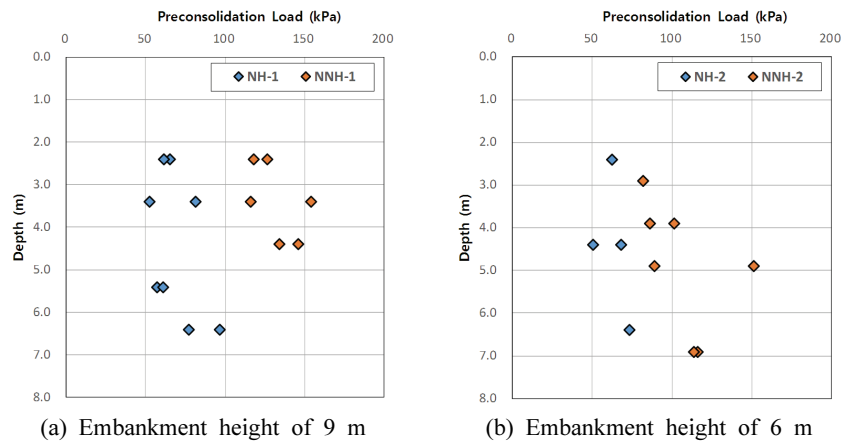 Preconsolidation Load (kPa)
0 50 100 150 200
0.0
1.0
2.0
3.0
4.0
5.0
6.0
7.0
8.0
Depth (m)
NH-1 NNH-1
(a) Embankment height of 9 m
Preconsolidation Load (kPa)
0 50 100 150 200
0.0
1.0
2.0
3.0
4.0
5.0
6.0
7.0
8.0
Depth (m)
NH-2 NNH-2
(b) Embankment height of 6 m